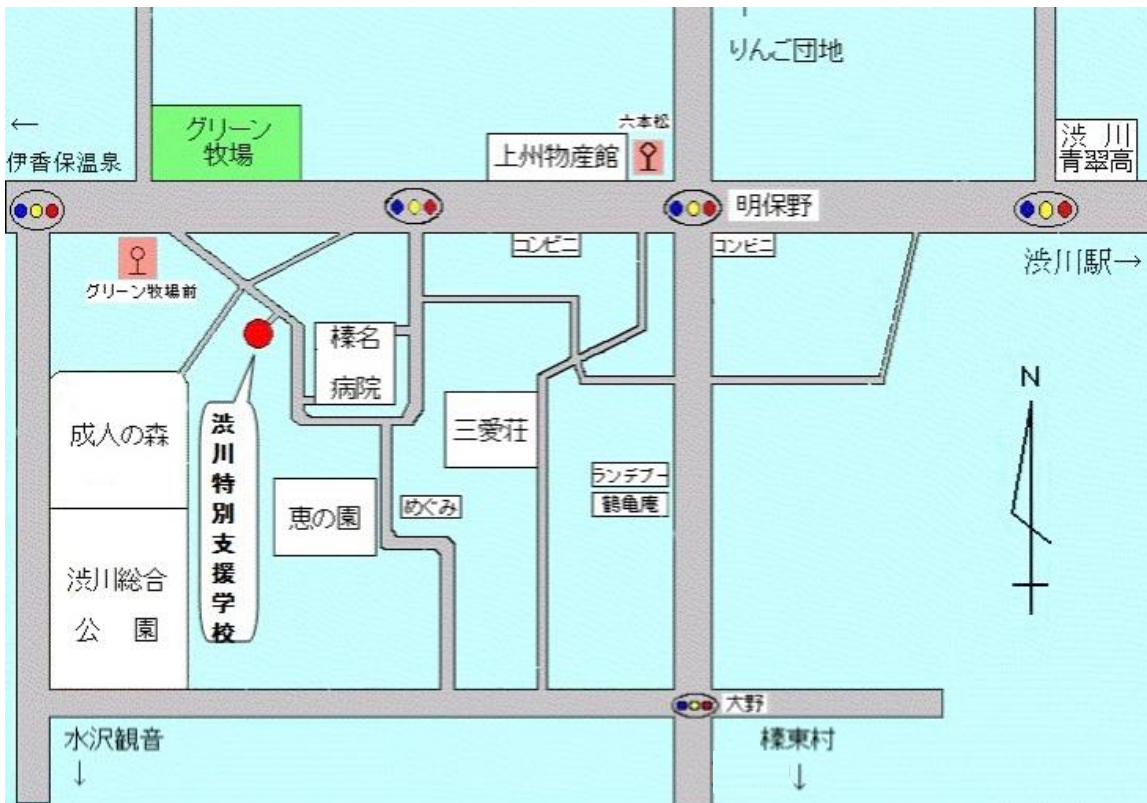 りんご団地
グリーン
牧場
六本松
←
伊香保温泉
上州物産館
渋川
青翠高
明保野
コンビニ
コンビニ
渋川駅→
グリーン牧場前
榛名
病院
N
渋川特別支援学校
成人の森
三愛荘
ランデブー
鶴亀庵
恵の園
めぐみ
渋川総合
公園
大野
水沢観音
↓
榛東村
↓